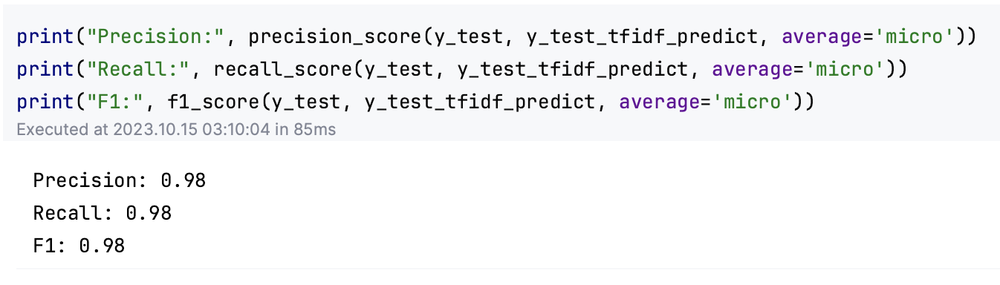 print("Precision:", precision_score(y_test, y_test_tfidf_predict, average='micro'))
print("Recall:", recall_score(y_test, y_test_tfidf_predict, average='micro'))
print("F1:", f1_score(y_test, y_test_tfidf_predict, average='micro'))
Executed at 2023.10.15 03:10:04 in 85ms
Precision: 0.98
Recall: 0.98
F1: 0.98